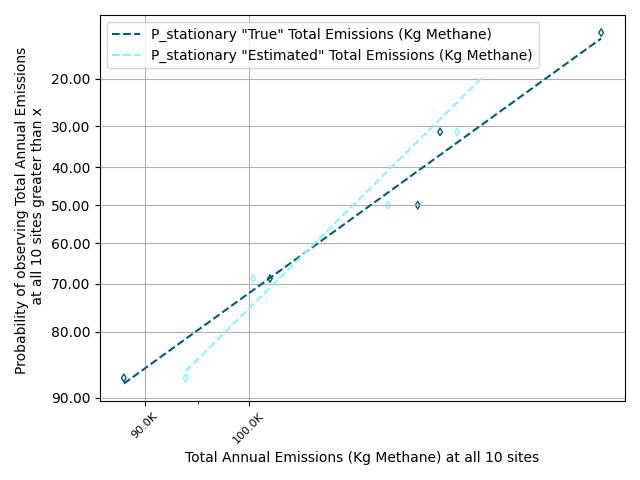 P_stationary "True" Total Emissions (Kg Methane)
P_stationary "Estimated" Total Emissions (Kg Methane)
Probability of observing Total Annual Emissions
at all 10 sites greater than x
20.00
30.00
40.00
50.00
60.00
70.00
80.00
90.00
90.0K
100.0K
Total Annual Emissions (Kg Methane) at all 10 sites